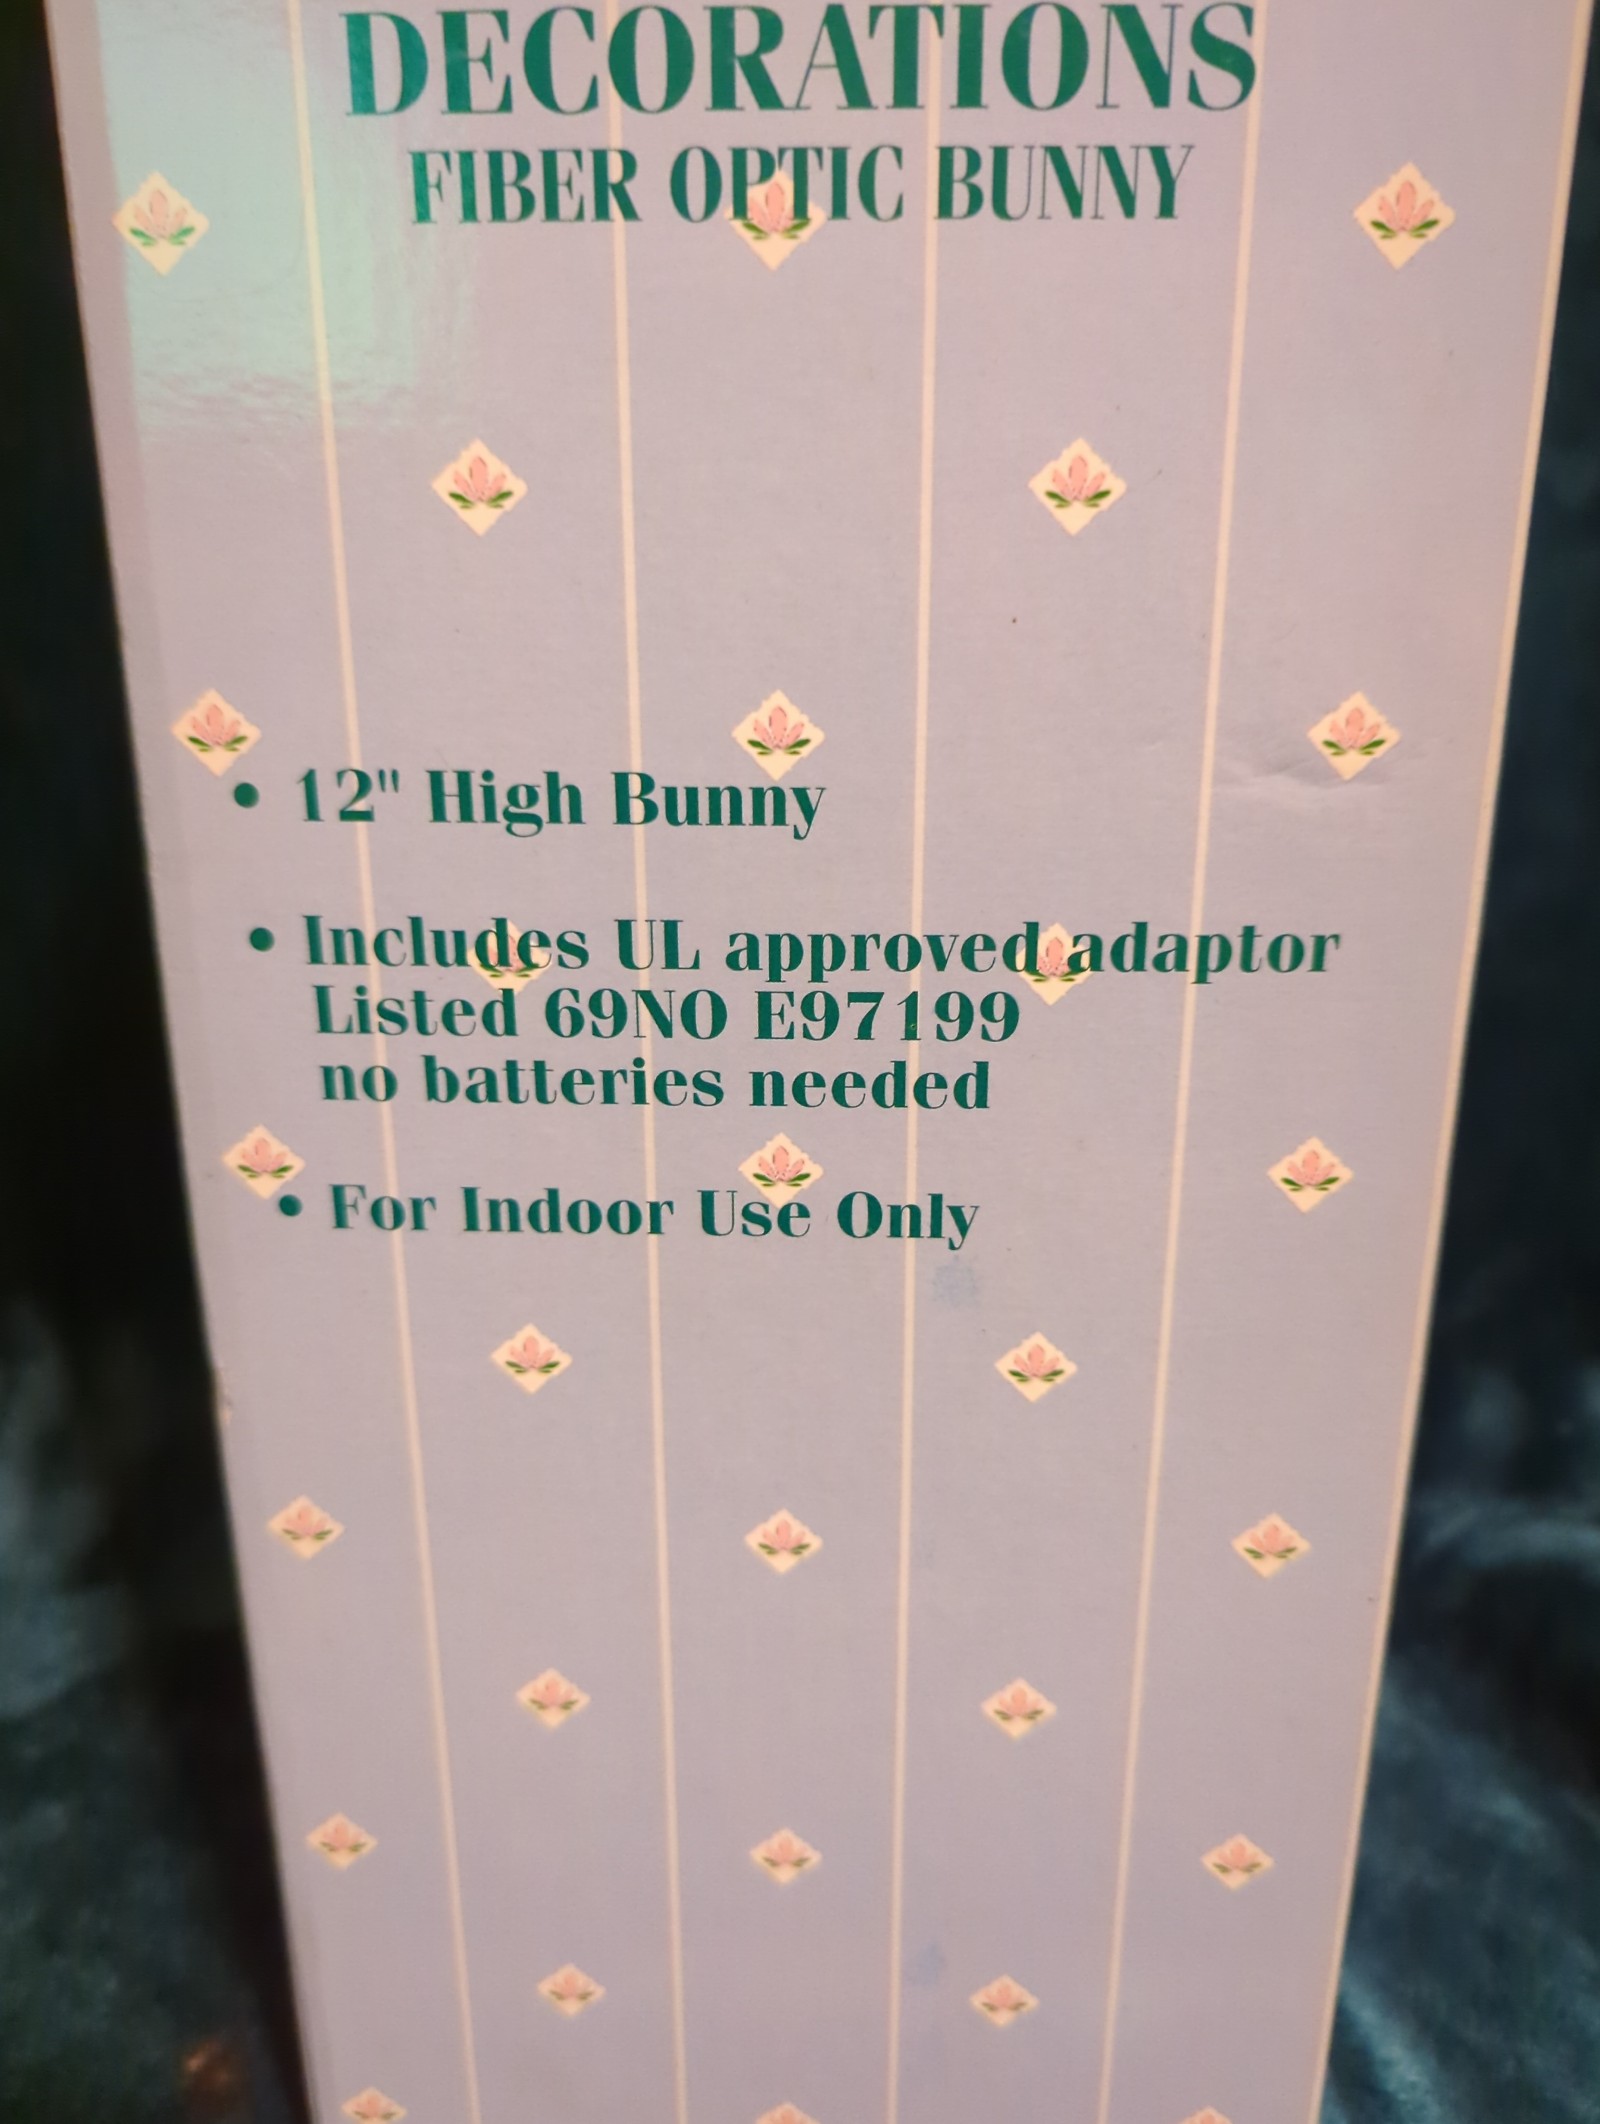 DECORATIONS
FIBER OPTIC BUNNY
• 12" High Bunny
• Includes UL approved adaptor
Listed 69NO E97199
no batteries needed
• For Indoor Use Only